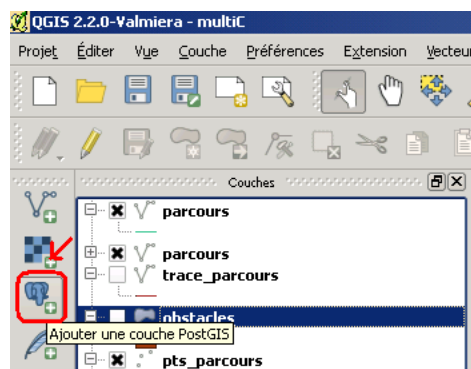 QGIS 2.2.0-Valmiera - multiC
Projet Éditer Vue Couche Préférences Extension Vecteur
Couches
parcours
parcours
trace_parcours
obstacles
Ajouter une couche PostGIS
pts_parcours